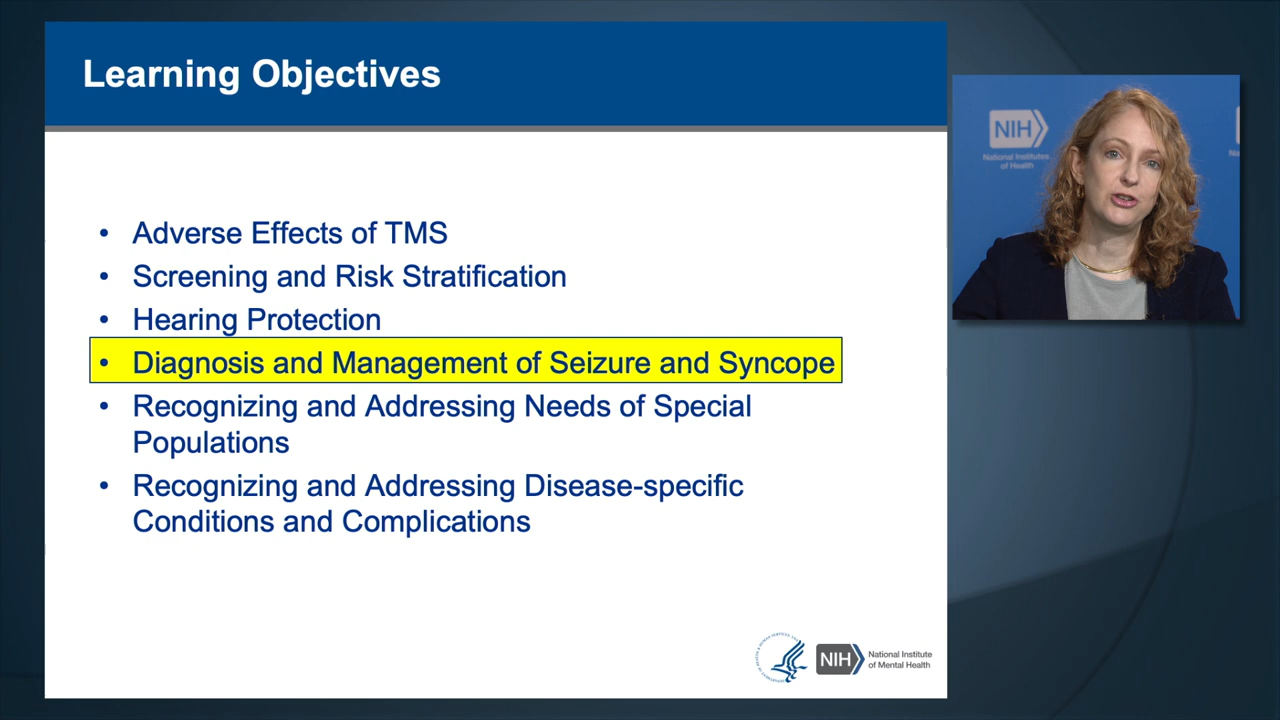 Learning Objectives
• Adverse Effects of TMS
• Screening and Risk Stratification
• Hearing Protection
• Diagnosis and Management of Seizure and Syncope
• Recognizing and Addressing Needs of Special
Populations
• Recognizing and Addressing Disease-specific
Conditions and Complications
NIH
National Institute
of Mental Health
NIH
National Institutes
of Health